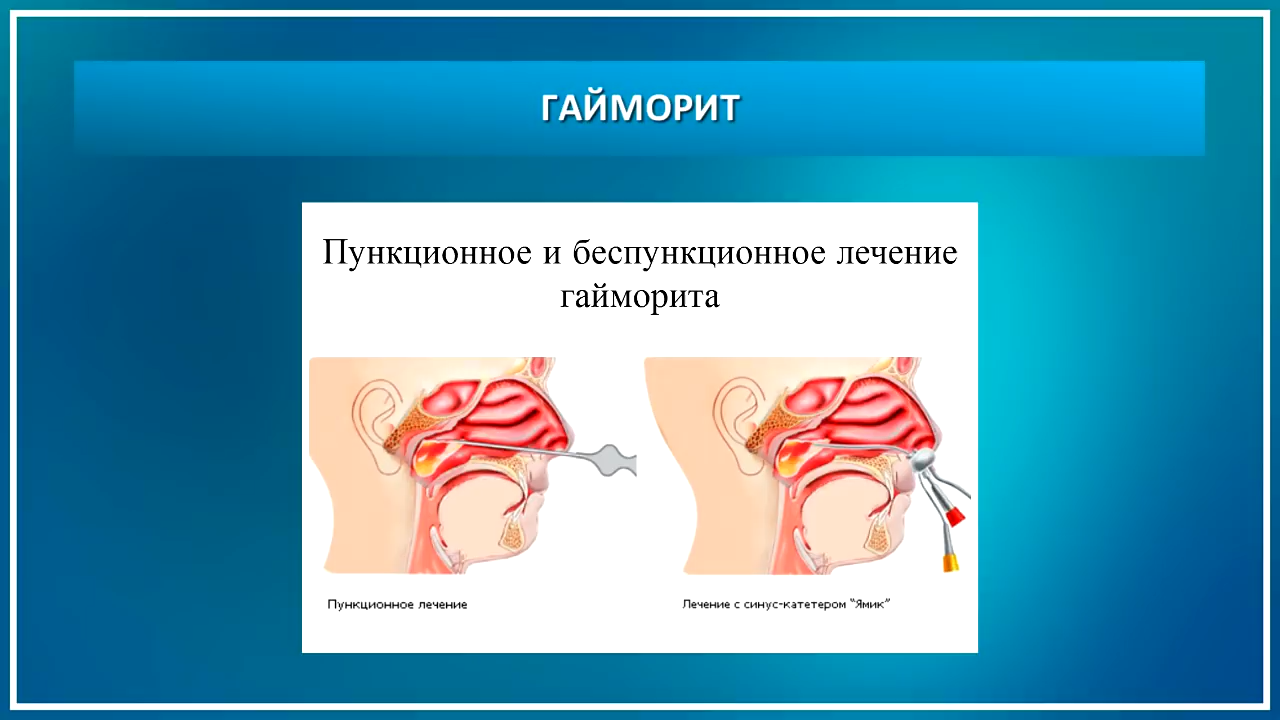 ГАЙМОРИТ
Пункционное и беспункционное лечение
гайморита
Пункционное лечение
Лечение с синус-катетером "Ямик"